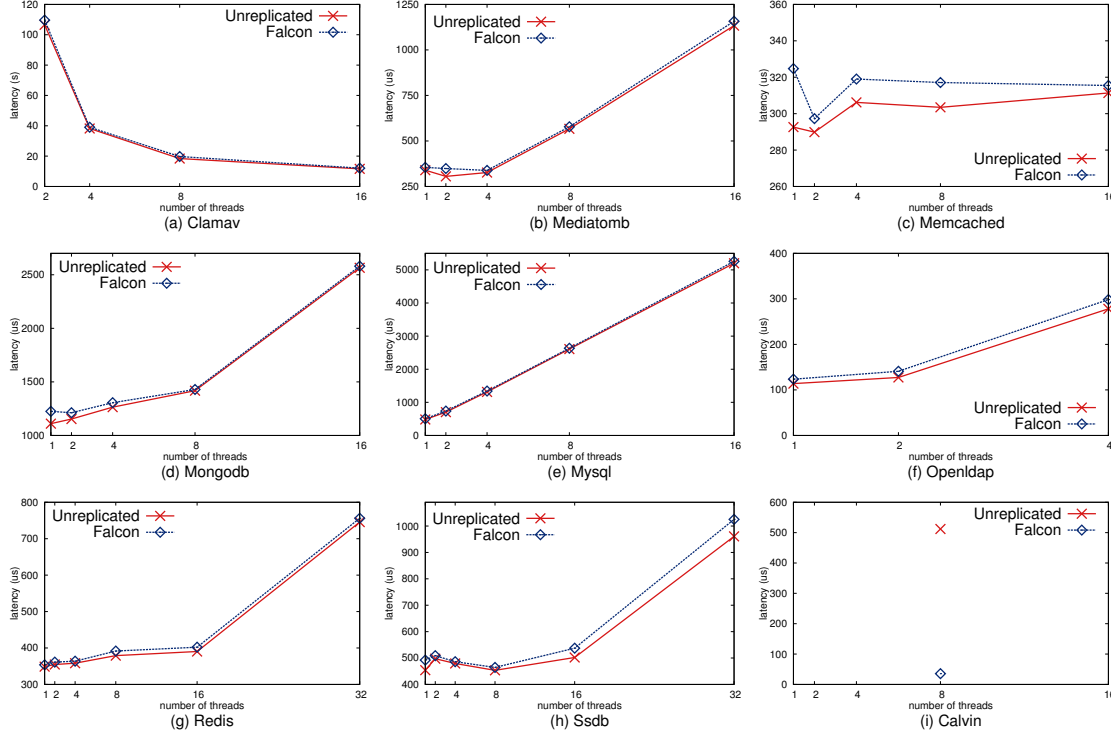 120
100
80
60
40
20
0
latency (s)
Unreplicated
Falcon
2
4
8
16
number of threads
(a) Clamav
1250
1000
750
500
250
latency (us)
Unreplicated
Falcon
1
2
4
8
16
number of threads
(b) Mediatomb
360
340
320
300
280
260
latency (us)
Unreplicated
Falcon
1
2
4
8
16
number of threads
(c) Memcached
2500
2000
1500
1000
latency (us)
Unreplicated
Falcon
1
2
4
8
16
number of threads
(d) Mongodb
5000
4000
3000
2000
1000
0
latency (us)
Unreplicated
Falcon
1
2
4
8
16
number of threads
(e) Mysql
400
300
200
100
0
latency (us)
Unreplicated
Falcon
1
2
4
number of threads
(f) Openldap
800
700
600
500
400
300
latency (us)
Unreplicated
Falcon
1
2
4
8
16
32
number of threads
(g) Redis
1000
900
800
700
600
500
400
latency (us)
Unreplicated
Falcon
1
2
4
8
16
32
number of threads
(h) Ssdb
600
500
400
300
200
100
0
latency (us)
Unreplicated
Falcon
1
2
4
8
16
number of threads
(i) Calvin